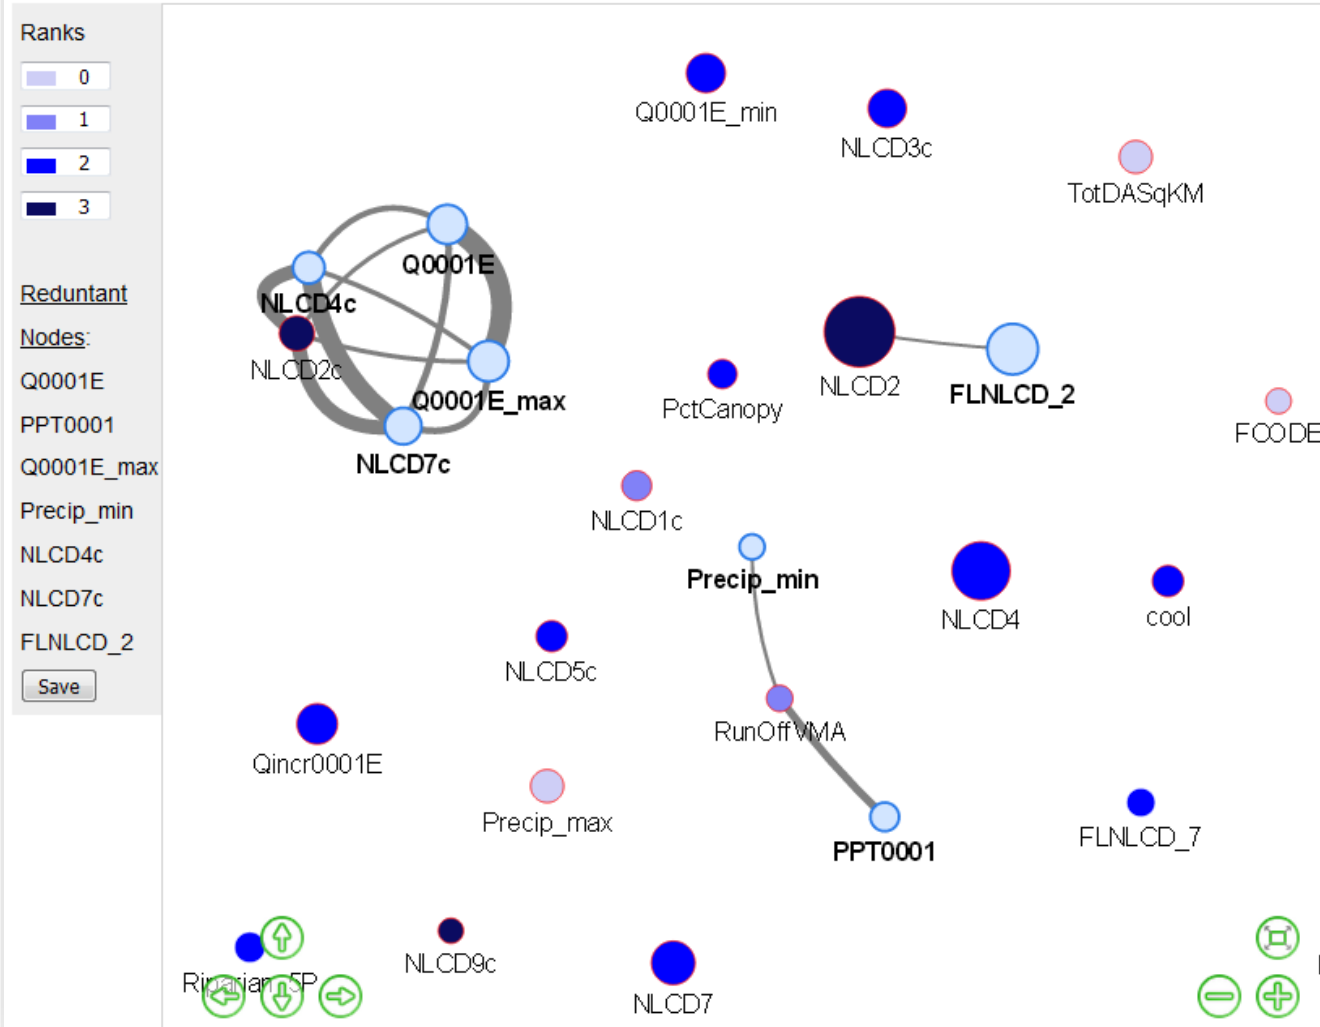 Ranks
0
1
2
3
Reduntant
Nodes:
Q0001E
PPT0001
Q0001E_max
Precip_min
NLCD4c
NLCD7c
FLNLCD_2
Save
Q0001E_min
NLCD3c
TotDASqKM
Q0001E
NLCD4c
NLCD2c
Q0001E_max
NLCD7c
NLCD2
FLNLCD_2
PctCanopy
FCODE
NLCD1c
Precip_min
NLCD4
cool
NLCD5c
RunOffVMA
Qincr0001E
Precip_max
PPT0001
FLNLCD_7
NLCD9c
Riparian_5P
NLCD7